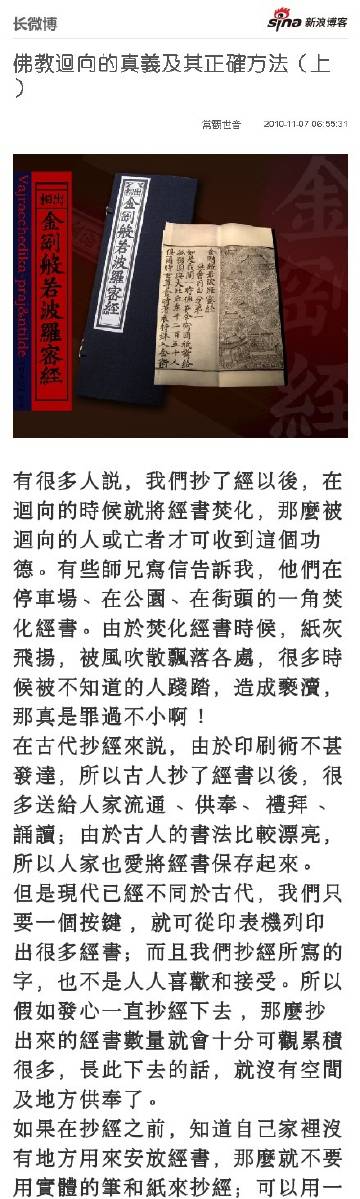 长微博
sina 新浪博客
佛教迴向的真義及其正確方法（上
）
常觀世音 2010-11-07 06:55:31
相出
金剛般若波羅蜜經
Vajracchedika-praj&ntilde
金剛般若波羅蜜經
金剛經
有很多人説，我們抄了經以後，在
迴向的時候就將經書焚化，那麼被
迴向的人或亡者才可收到這個功
德。有些師兄寫信告訴我，他們在
停車場、在公園、在街頭的一角焚
化經書。由於焚化經書時候，紙灰
飛揚，被風吹散飄落各處，很多時
候被不知道的人踐踏，造成褻瀆，
那真是罪過不小啊！
在古代抄經來說，由於印刷術不甚
發達，所以古人抄了經書以後，很
多送給人家流通、供奉、禮拜、
誦讀；由於古人的書法比較漂亮，
所以人家也愛將經書保存起來。
但是現代已經不同於古代，我們只
要一個按鍵，就可從印表機列印
出很多經書；而且我們抄經所寫的
字，也不是人人喜歡和接受。所以
假如發心一直抄經下去，那麼抄
出來的經書數量就會十分可觀累積
很多，長此下去的話，就沒有空間
及地方供奉了。
如果在抄經之前，知道自己家裡沒
有地方用來安放經書，那麼就不要
用實體的筆和紙來抄經；可以用一